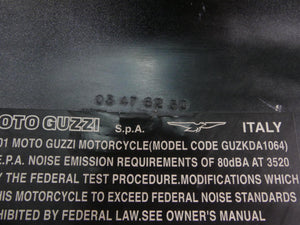 03 47 62 30
MOTO GUZZI S.p.A. ITALY
01 MOTO GUZZI MOTORCYCLE(MODEL CODE GUZKDA1064)
E.P.A. NOISE EMISSION REQUIREMENTS OF 80dBA AT 3520
Y THE FEDERAL TEST PROCEDURE.MODIFICATIONS WHICH
HIS MOTORCYCLE TO EXCEED FEDERAL NOISE STANDARDS
HIBITED BY FEDERAL LAW.SEE OWNER'S MANUAL